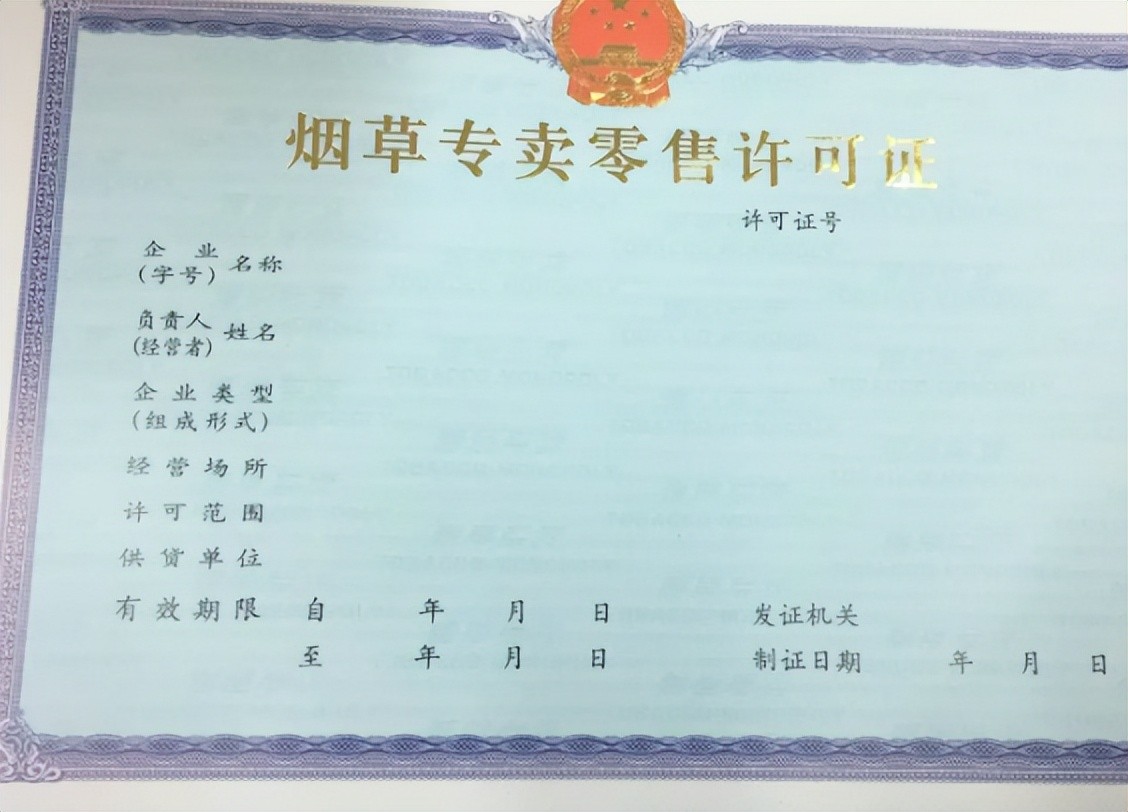 烟草专卖零售许可证
许可证号
企业
(字号) 名称
负责人
(经营者) 姓名
企业类型
(组成形式)
经营场所
许可范围
供货单位
有效期限 自 年 月 日 发证机关
至 年 月 日 制证日期 年 月 日